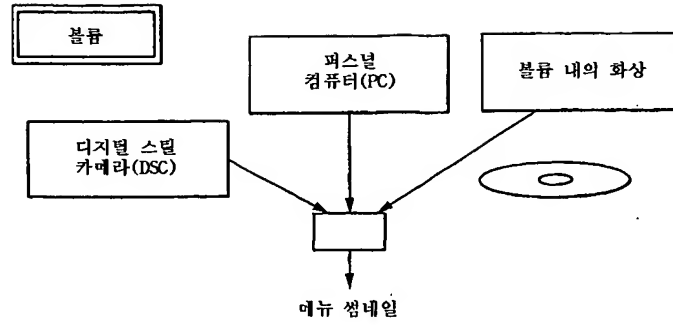 볼륨
퍼스널
컴퓨터(PC)
볼륨 내의 화상
디지털 스틸
카메라(DSC)
메뉴 썸네일